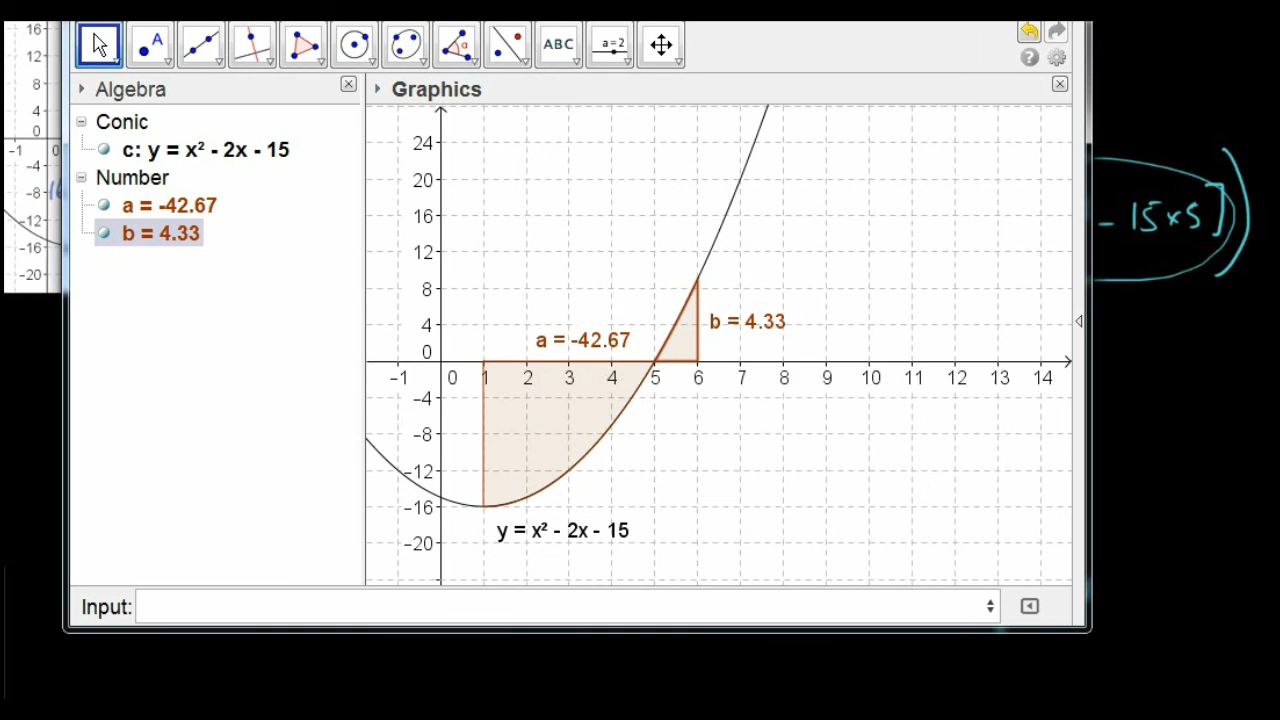 16
12
8
4
0
-1 0
-4
-8
-12
-16
-20
A
α
ABC
a=2
Algebra
Conic
c: y = x² - 2x - 15
Number
a = -42.67
b = 4.33
Graphics
24
20
16
12
8
4
0
-4
-8
-12
-16
-20
-1 0 1 2 3 4 5 6 7 8 9 10 11 12 13 14
a = -42.67
b = 4.33
y = x² - 2x - 15
Input:
- 15×5])